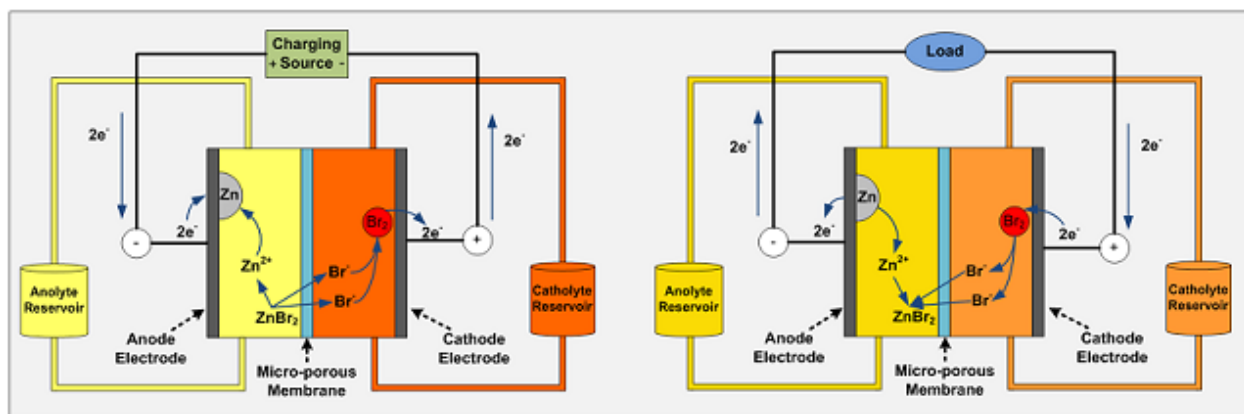 Charging
+ Source -
2e-
2e-
Zn
Br2
2e-
2e-
-
+
Zn2+
Br-
Br-
ZnBr2
Anolyte
Reservoir
Catholyte
Reservoir
Anode
Electrode
Cathode
Electrode
Micro-porous
Membrane
Load
2e-
2e-
Zn
Br2
2e-
2e-
-
+
Zn2+
Br-
Br-
ZnBr2
Anolyte
Reservoir
Catholyte
Reservoir
Anode
Electrode
Cathode
Electrode
Micro-porous
Membrane